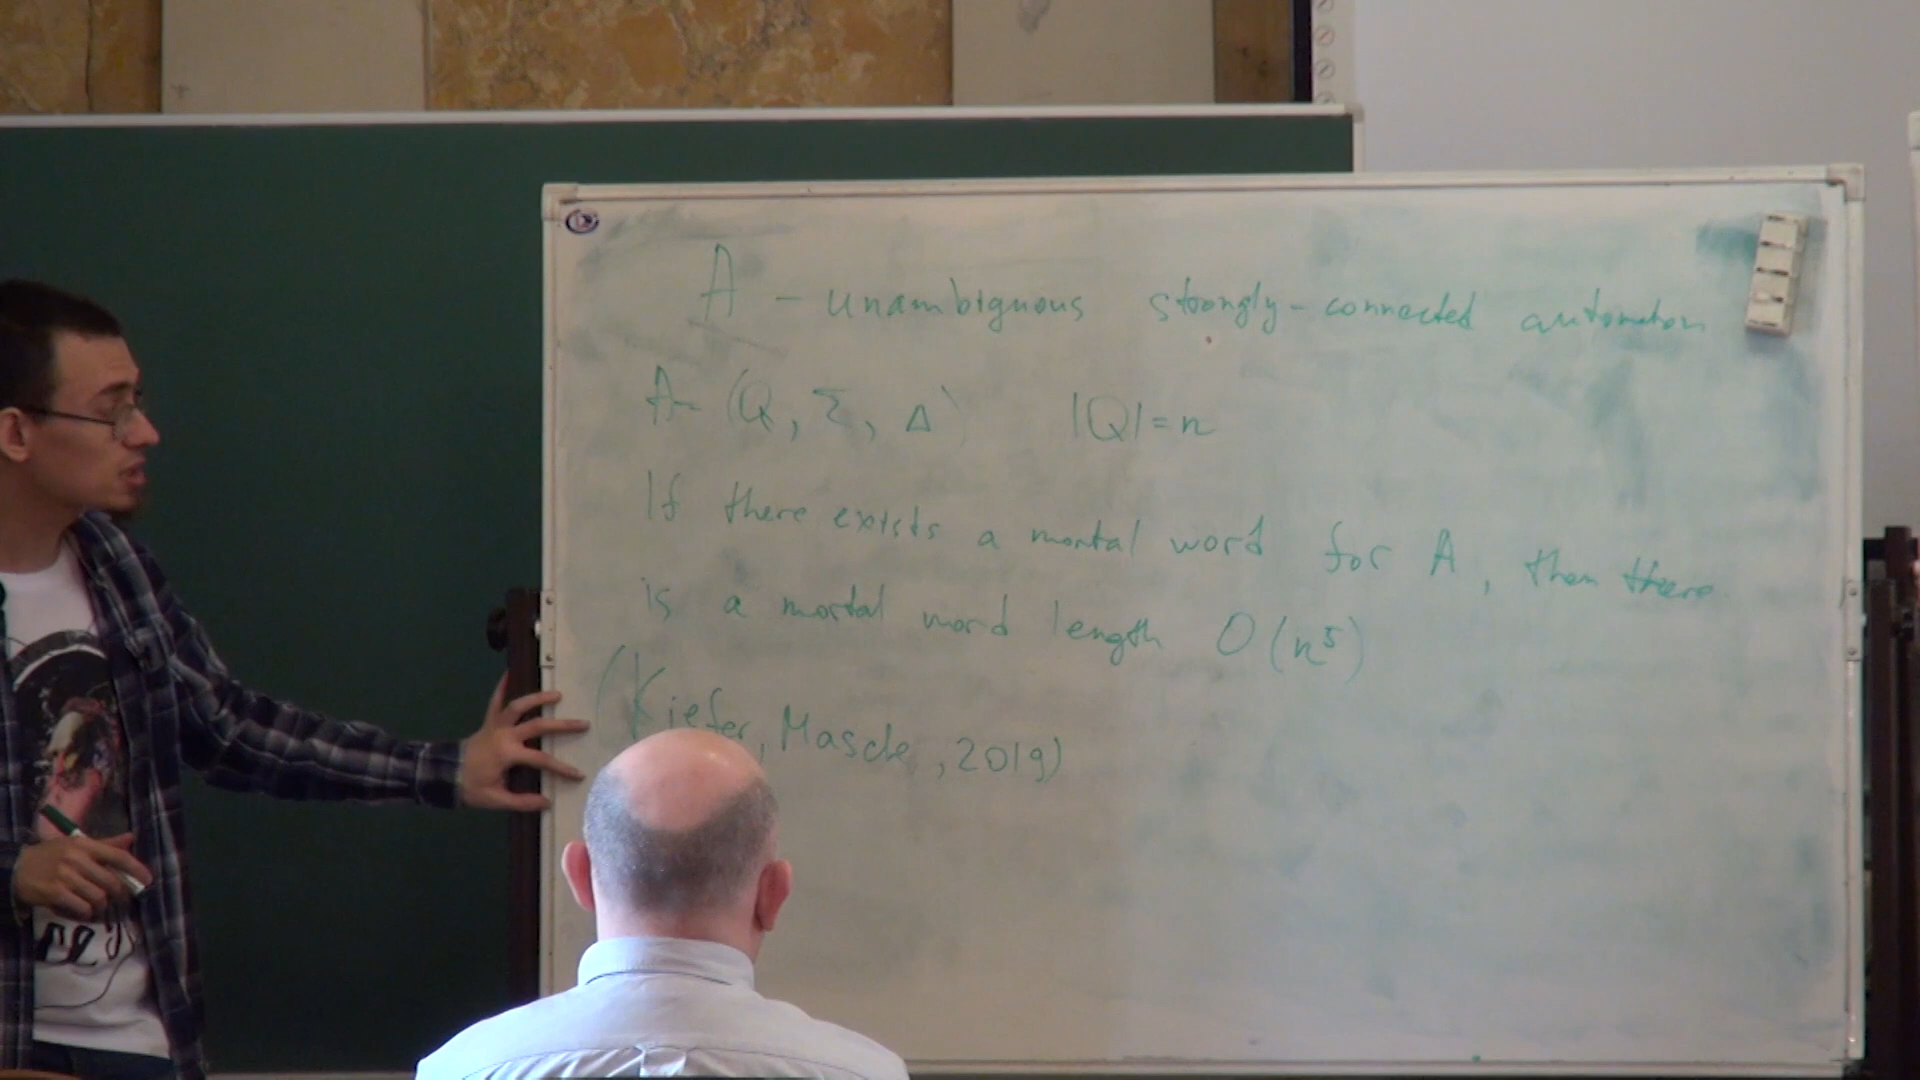 A - unambiguous strongly-connected automaton
A = (Q, Σ, Δ) |Q| = n
If there exists a mortal word for A, then there
is a mortal word length O(n⁵)
(Kiefer, Mascle, 2019)